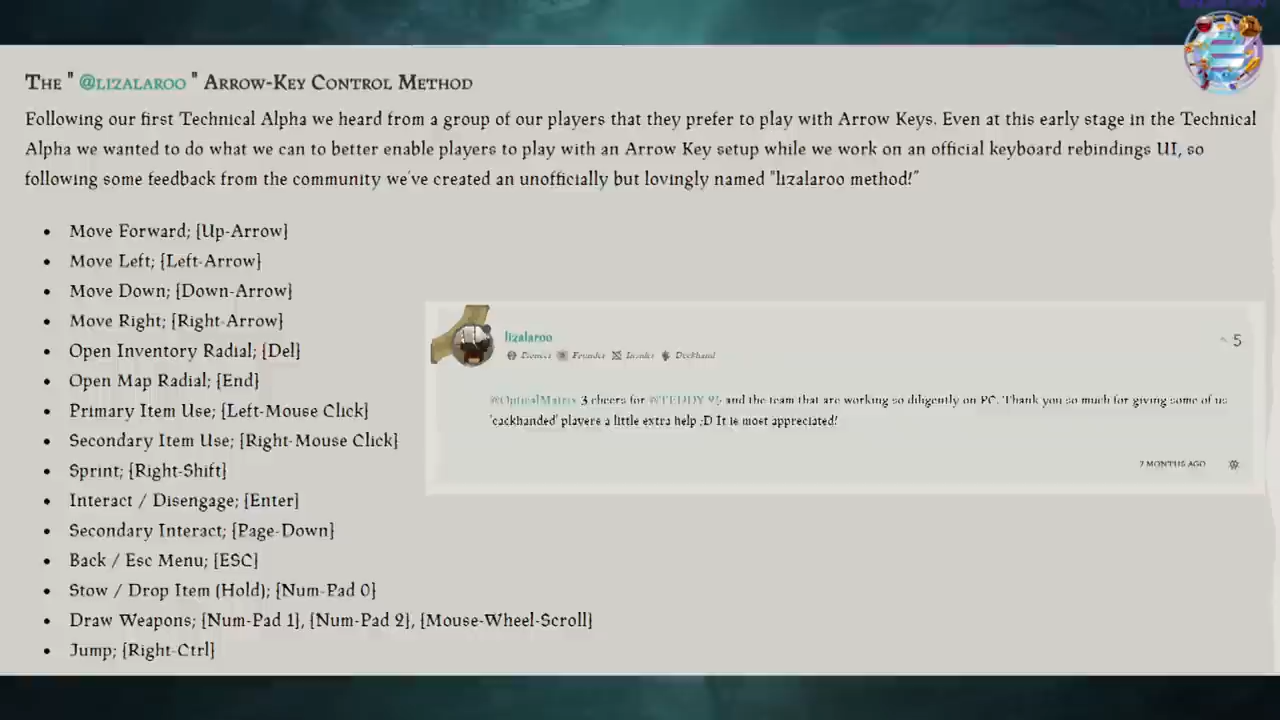 The " @lizalaroo " Arrow-Key Control Method
Following our first Technical Alpha we heard from a group of our players that they prefer to play with Arrow Keys. Even at this early stage in the Technical
Alpha we wanted to do what we can to better enable players to play with an Arrow Key setup while we work on an official keyboard rebindings UI, so
following some feedback from the community we've created an unofficially but lovingly named "lizalaroo method!"
• Move Forward; {Up-Arrow}
• Move Left; {Left-Arrow}
• Move Down; {Down-Arrow}
• Move Right; {Right-Arrow}
• Open Inventory Radial; {Del}
• Open Map Radial; {End}
• Primary Item Use; {Left-Mouse Click}
• Secondary Item Use; {Right-Mouse Click}
• Sprint; {Right-Shift}
• Interact / Disengage; {Enter}
• Secondary Interact; {Page-Down}
• Back / Esc Menu; {ESC}
• Stow / Drop Item (Hold); {Num-Pad 0}
• Draw Weapons; {Num-Pad 1}, {Num-Pad 2}, {Mouse-Wheel-Scroll}
• Jump; {Right-Ctrl}
lizalaroo
5
Pioneer Founder Insider Deckhand
@OpticalMatrix 3 cheers for @TEDDY and the team that are working so diligently on PC. Thank you so much for giving some of us
'cackhanded' players a little extra help ;D It is most appreciated!
7 MONTHS AGO